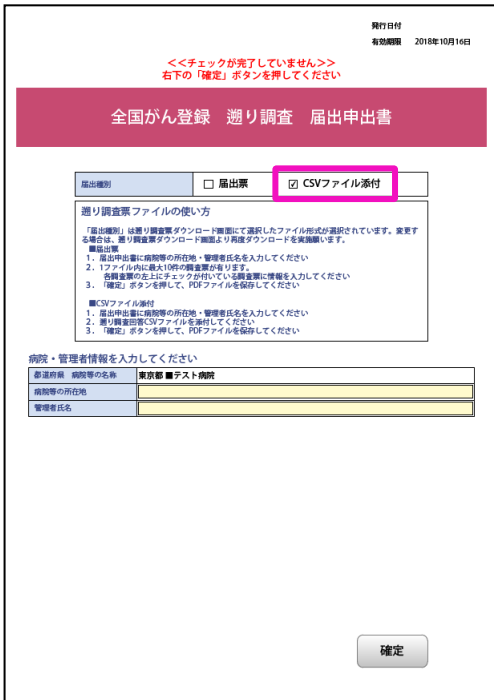 発行日付
有効期限 2018年10月16日
<<チェックが完了していません>>
右下の「確定」ボタンを押してください
全国がん登録 遡り調査 届出申出書
届出種別 □ 届出票 ☑ CSVファイル添付
遡り調査票ファイルの使い方
「届出種別」は遡り調査票ダウンロード画面にて選択したファイル形式が選択されています。変更す
る場合は、遡り調査票ダウンロード画面より再度ダウンロードを実施願います。
■届出票
1．届出申出書に病院等の所在地・管理者氏名を入力してください
2．1ファイル内に最大10件の調査票が有ります。
各調査票の左上にチェックが付いている調査票に情報を入力してください
3．「確定」ボタンを押して、PDFファイルを保存してください
■CSVファイル添付
1．届出申出書に病院等の所在地・管理者氏名を入力してください
2．遡り調査回答CSVファイルを添付してください
3．「確定」ボタンを押して、PDFファイルを保存してください
病院・管理者情報を入力してください
都道府県 病院等の名称 東京都 ■テスト病院
病院等の所在地
管理者氏名
確定